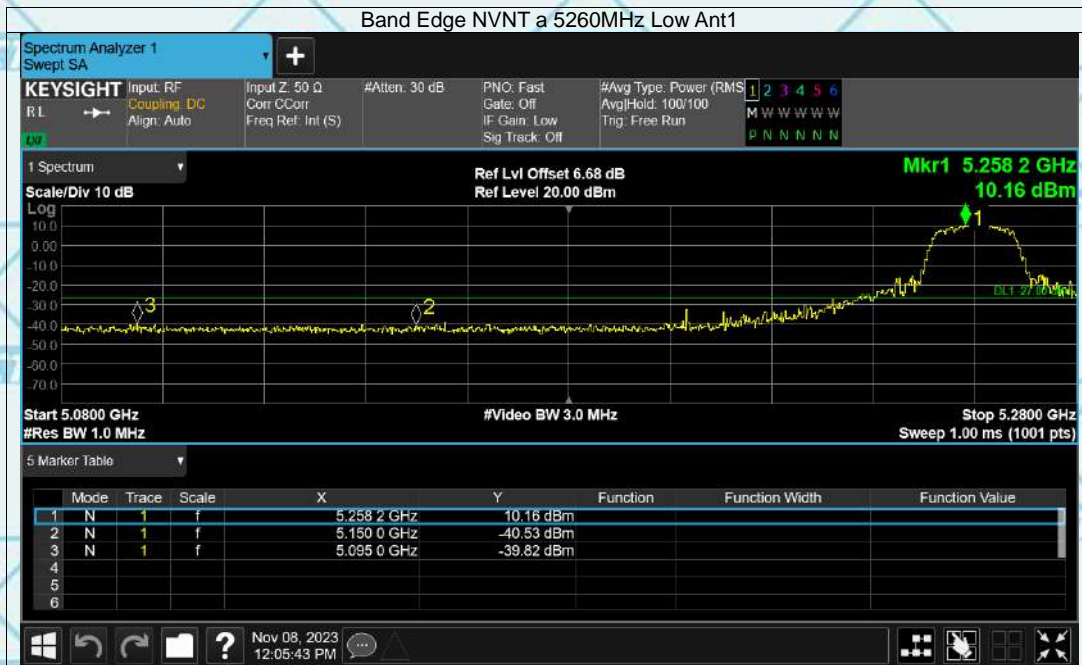 Band Edge NVNT a 5260MHz Low Ant1
Spectrum Analyzer 1
Swept SA
+
KEYSIGHT Input: RF Input Z: 50 Ω #Atten: 30 dB PNO: Fast #Avg Type: Power (RMS 1 2 3 4 5 6
RL Coupling: DC Corr CCorr Gate: Off Avg|Hold: 100/100 M W W W W W
Align: Auto Freq Ref: Int (S) IF Gain: Low Trig: Free Run
LXI Sig Track: Off P N N N N N
1 Spectrum Ref Lvl Offset 6.68 dB Mkr1 5.258 2 GHz
Scale/Div 10 dB Ref Level 20.00 dBm 10.16 dBm
Log
1
10.0
0.00
-10.0
-20.0
-30.0 3 2
-40.0
-50.0
-60.0
-70.0
Start 5.0800 GHz #Video BW 3.0 MHz Stop 5.2800 GHz
#Res BW 1.0 MHz Sweep 1.00 ms (1001 pts)
5 Marker Table
Mode Trace Scale X Y Function Function Width Function Value
1 N 1 f 5.258 2 GHz 10.16 dBm
2 N 1 f 5.150 0 GHz -40.53 dBm
3 N 1 f 5.095 0 GHz -39.82 dBm
4
5
6
? Nov 08, 2023
12:05:43 PM